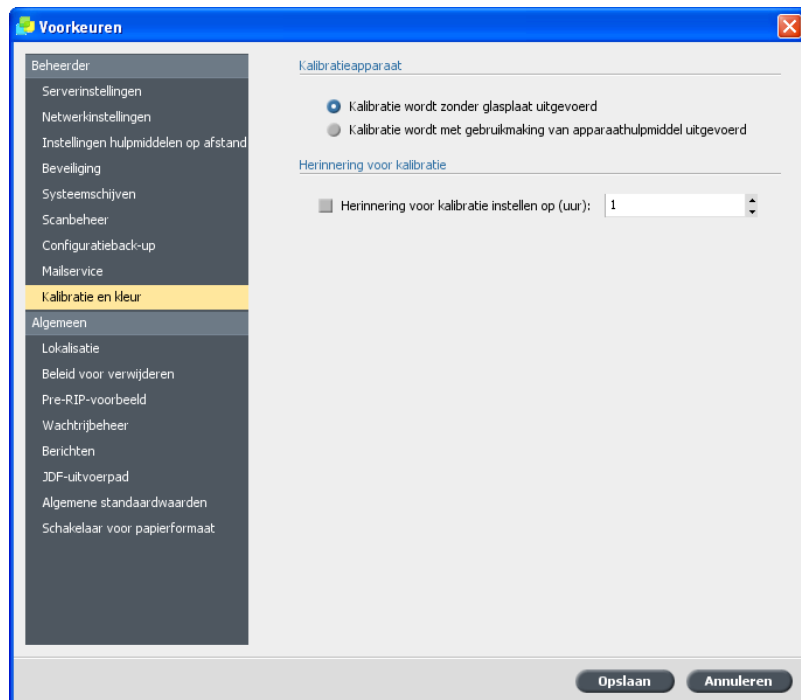 Voorkeuren
Beheerder
Serverinstellingen
Netwerkinstellingen
Instellingen hulpmiddelen op afstand
Beveiliging
Systeemschijven
Scanbeheer
Configuratieback-up
Mailservice
Kalibratie en kleur
Algemeen
Lokalisatie
Beleid voor verwijderen
Pre-RIP-voorbeeld
Wachtrijbeheer
Berichten
JDF-uitvoerpad
Algemene standaardwaarden
Schakelaar voor papierformaat
Kalibratieapparaat
Kalibratie wordt zonder glasplaat uitgevoerd
Kalibratie wordt met gebruikmaking van apparaathulpmiddel uitgevoerd
Herinnering voor kalibratie
Herinnering voor kalibratie instellen op (uur): 1
Opslaan Annuleren